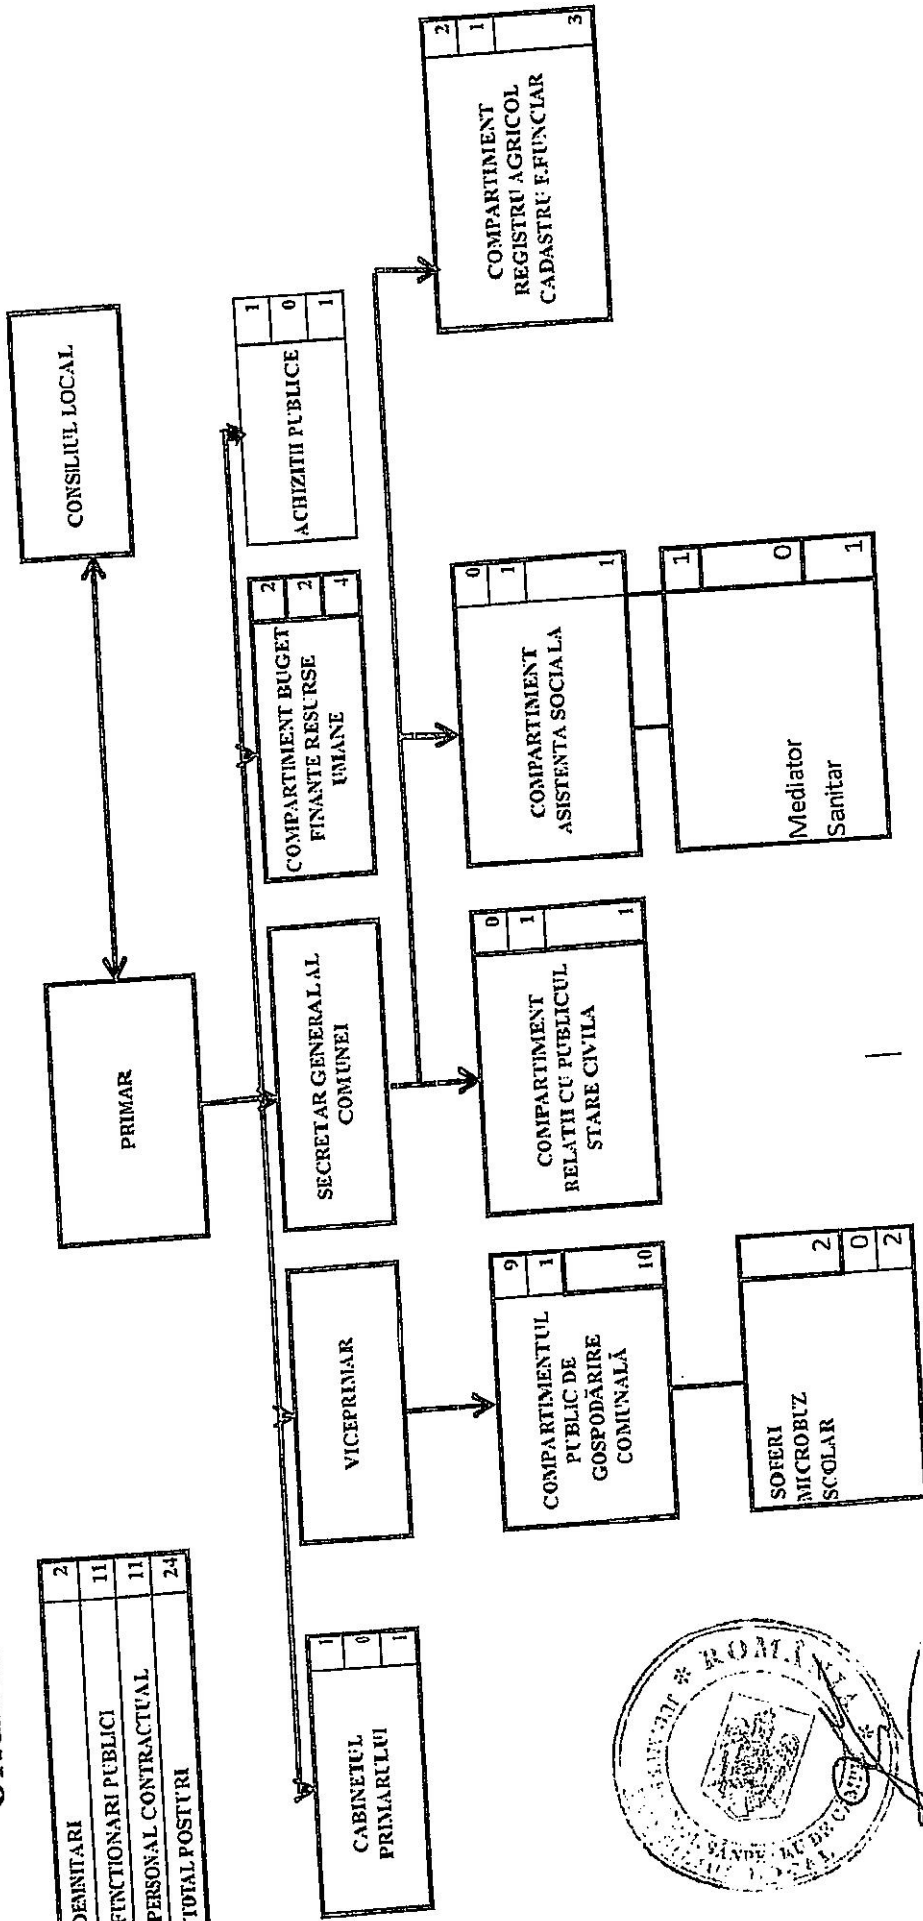 DEMNITARI 2
FUNCTIONARI PUBLICI 11
PERSONAL CONTRACTUAL 11
TOTAL POSTURI 24
PRIMAR
CONSILIUL LOCAL
CABINETUL
PRIMARULUI
1
0
1
VICEPRIMAR
SECRETAR GENERAL AL
COMUNEI
COMPARTIMENT BUGET
FINANTE RESURSE
UMANE
2
2
4
ACHIZITII PUBLICE
1
0
1
COMPARTIMENTUL
PUBLIC DE
GOSPODĂRIRE
COMUNALĂ
9
1
10
COMPARTIMENT
RELATII CU PUBLICUL
STARE CIVILA
0
1
1
COMPARTIMENT
ASISTENTA SOCIALA
0
1
1
COMPARTIMENT
REGISTRU AGRICOL
CADASTRU F.FUNCIAR
2
1
3
SOFERI
MICROBUZ
SCOLAR
2
0
2
Mediator
Sanitar
1
0
1
ROMÂNIA